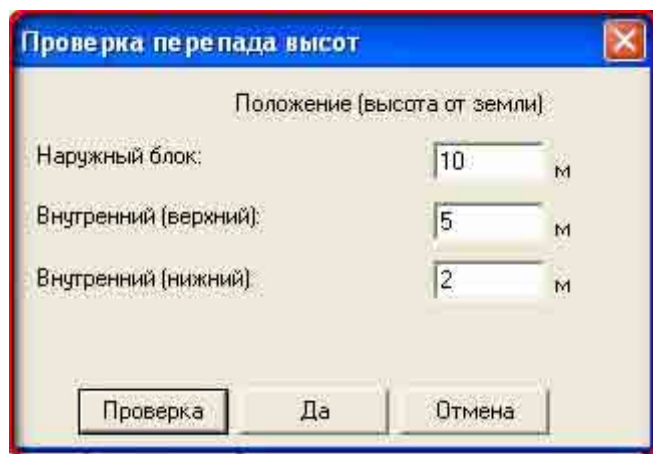 Проверка перепада высот
Положение (высота от земли)
Наружный блок: 10 м
Внутренний (верхний): 5 м
Внутренний (нижний) 2 м
Проверка Да Отмена